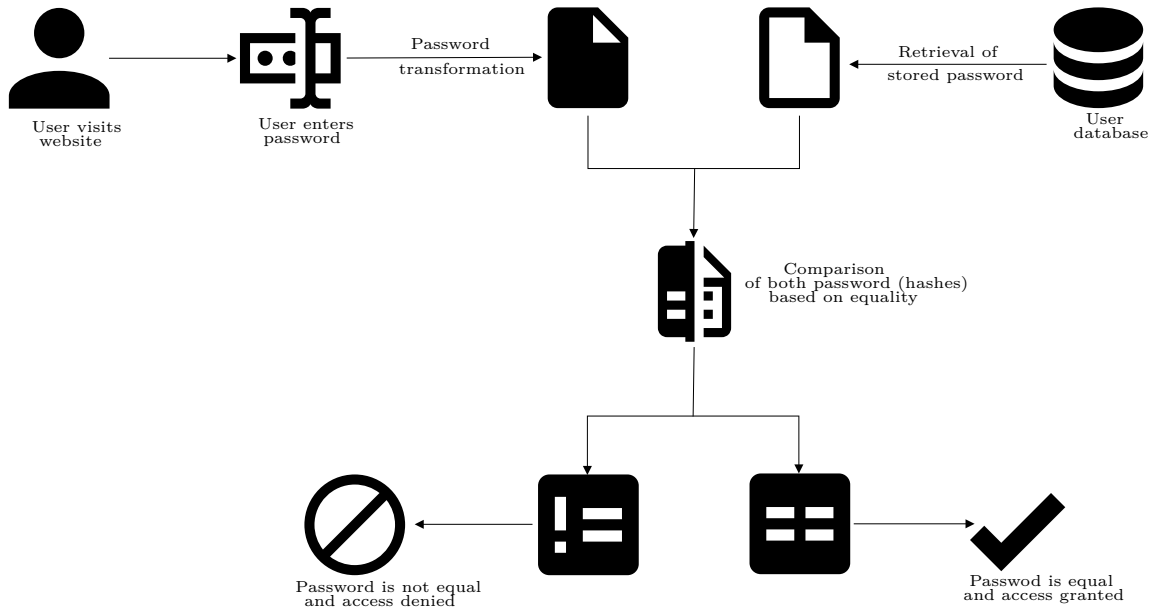 Password
transformation
Retrieval of
stored password
User visits
website
User enters
password
User
database
Comparison
of both password (hashes)
based on equality
Password is not equal
and access denied
Passwod is equal
and access granted